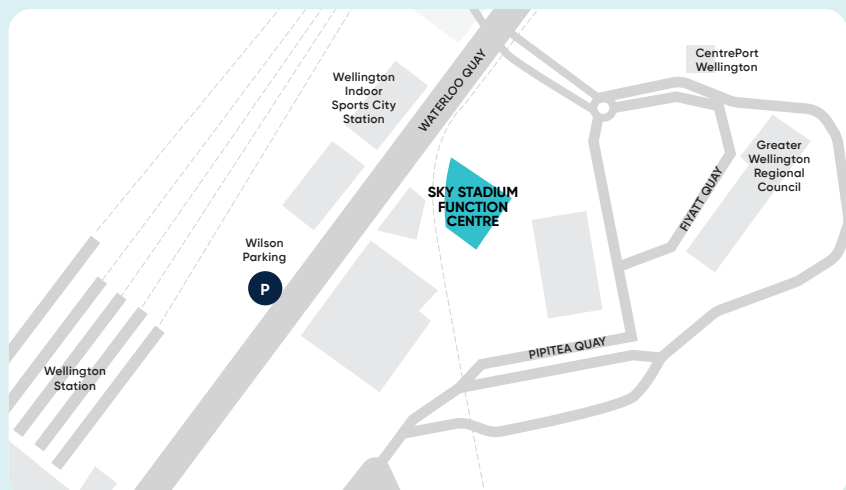 CentrePort
Wellington
WATERLOO QUAY
Wellington
Indoor
Sports City
Station
Greater
Wellington
Regional
Council
SKY STADIUM
FUNCTION
CENTRE
FIYATT QUAY
Wilson
Parking
P
PIPITEA QUAY
Wellington
Station